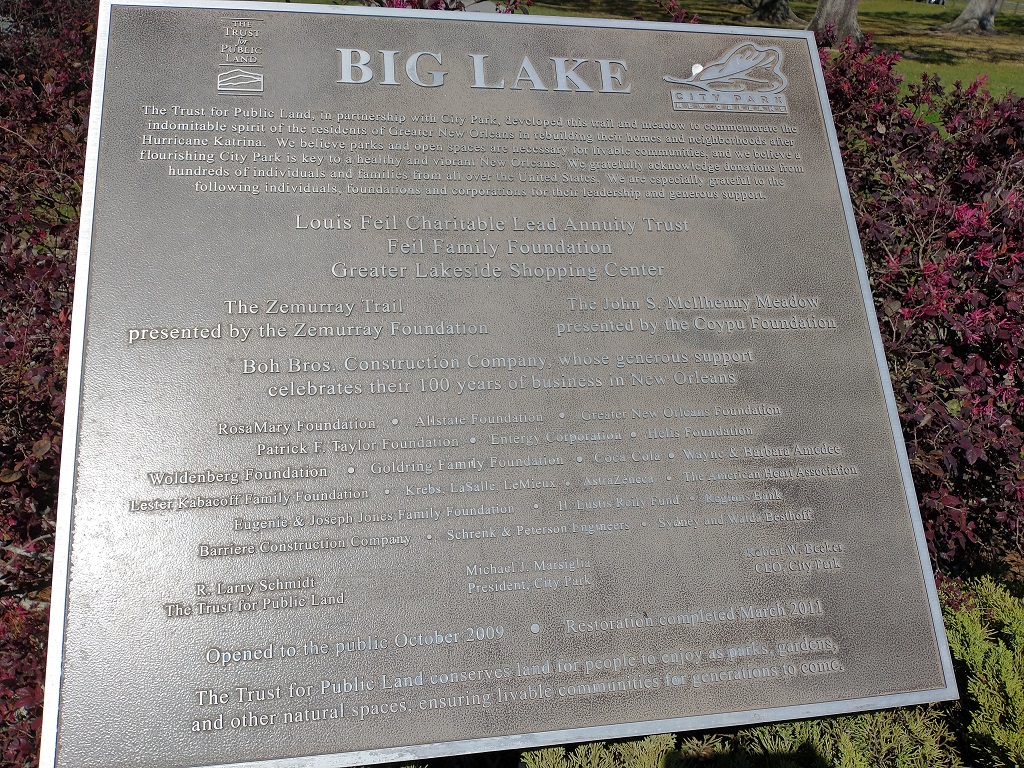 THE
TRUST
for
PUBLIC
LAND
BIG LAKE
CITY PARK
NEW ORLEANS
The Trust for Public Land, in partnership with City Park, developed this trail and meadow to commemorate the
indomitable spirit of the residents of Greater New Orleans in rebuilding their homes and neighborhoods after
Hurricane Katrina. We believe parks and open spaces are necessary for livable communities, and we believe a
flourishing City Park is key to a healthy and vibrant New Orleans. We gratefully acknowledge donations from
hundreds of individuals and families from all over the United States. We are especially grateful to the
following individuals, foundations and corporations for their leadership and generous support.
Louis Feil Charitable Lead Annuity Trust
Feil Family Foundation
Greater Lakeside Shopping Center
The Zemurray Trail
presented by the Zemurray Foundation
The John S. McIlhenny Meadow
presented by the Coypu Foundation
Boh Bros. Construction Company, whose generous support
celebrates their 100 years of business in New Orleans
RosaMary Foundation • Allstate Foundation • Greater New Orleans Foundation
Patrick F. Taylor Foundation • Entergy Corporation • Helis Foundation
Woldenberg Foundation • Goldring Family Foundation • Coca-Cola • Wayne & Barbara Amedee
Lester Kabacoff Family Foundation • Krebs, LaSalle, LeMieux • AstraZeneca • The American Heart Association
Eugenie & Joseph Jones Family Foundation • H. Eustis Reily Fund • Regions Bank
Barriere Construction Company • Schrenk & Peterson Engineers • Sydney and Walda Besthoff
R. Larry Schmidt
The Trust for Public Land
Michael J. Marsiglia
President, City Park
Robert W. Becker
CEO, City Park
Opened to the public October 2009 • Restoration completed March 2011
The Trust for Public Land conserves land for people to enjoy as parks, gardens,
and other natural spaces, ensuring livable communities for generations to come.